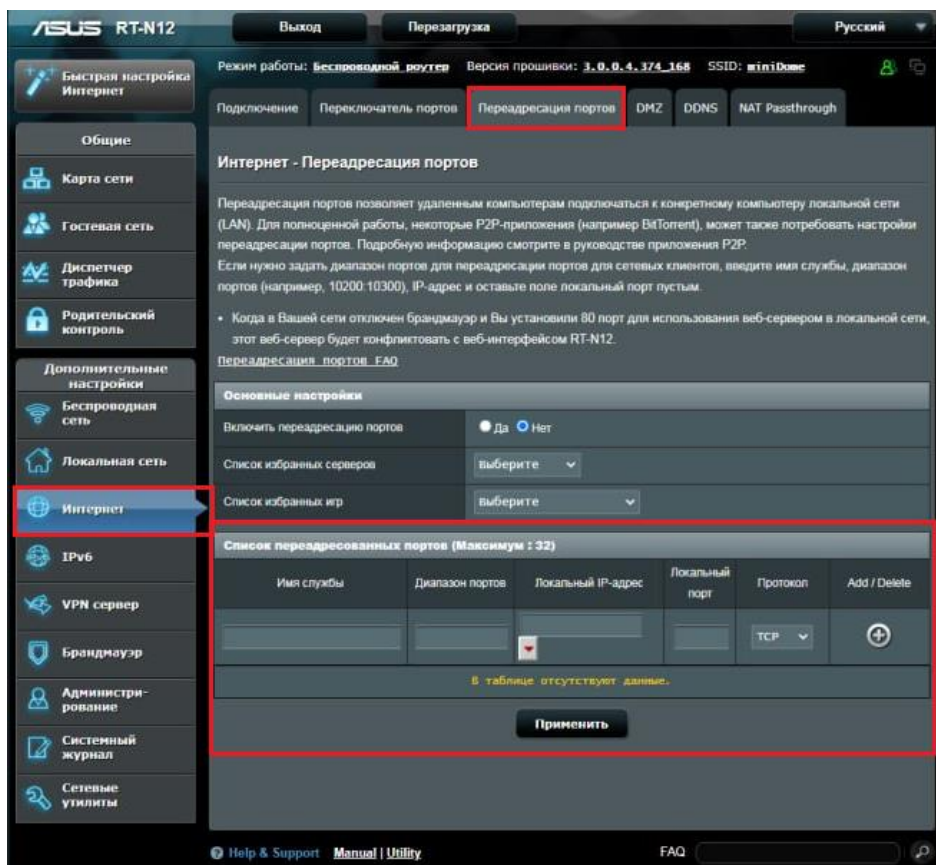 ASUS RT-N12 Выход Перезагрузка Русский
Быстрая настройка
Интернет
Режим работы: Беспроводной роутер Версия прошивки: 3.0.0.4.374_168 SSID: miniDome
Подключение Переключатель портов Переадресация портов DMZ DDNS NAT Passthrough
Общие
Карта сети
Гостевая сеть
Диспетчер
трафика
Родительский
контроль
Дополнительные
настройки
Беспроводная
сеть
Локальная сеть
Интернет
IPv6
VPN сервер
Брандмауэр
Администри-
рование
Системный
журнал
Сетевые
утилиты
Интернет - Переадресация портов
Переадресация портов позволяет удаленным компьютерам подключаться к конкретному компьютеру локальной сети
(LAN). Для полноценной работы, некоторые P2P-приложения (например BitTorrent), может также потребовать настройки
переадресации портов. Подробную информацию смотрите в руководстве приложения P2P.
Если нужно задать диапазон портов для переадресации портов для сетевых клиентов, введите имя службы, диапазон
портов (например, 10200:10300), IP-адрес и оставьте поле локальный порт пустым.
• Когда в Вашей сети отключен брандмауэр и Вы установили 80 порт для использования веб-сервером в локальной сети,
этот веб-сервер будет конфликтовать с веб-интерфейсом RT-N12.
Переадресация портов FAQ
Основные настройки
Включить переадресацию портов Да Нет
Список избранных серверов Выберите
Список избранных игр Выберите
Список переадресованных портов (Максимум : 32)
Имя службы Диапазон портов Локальный IP-адрес Локальный порт Протокол Add / Delete
TCP
В таблице отсутствуют данные.
Применить
Help & Support Manual | Utility FAQ